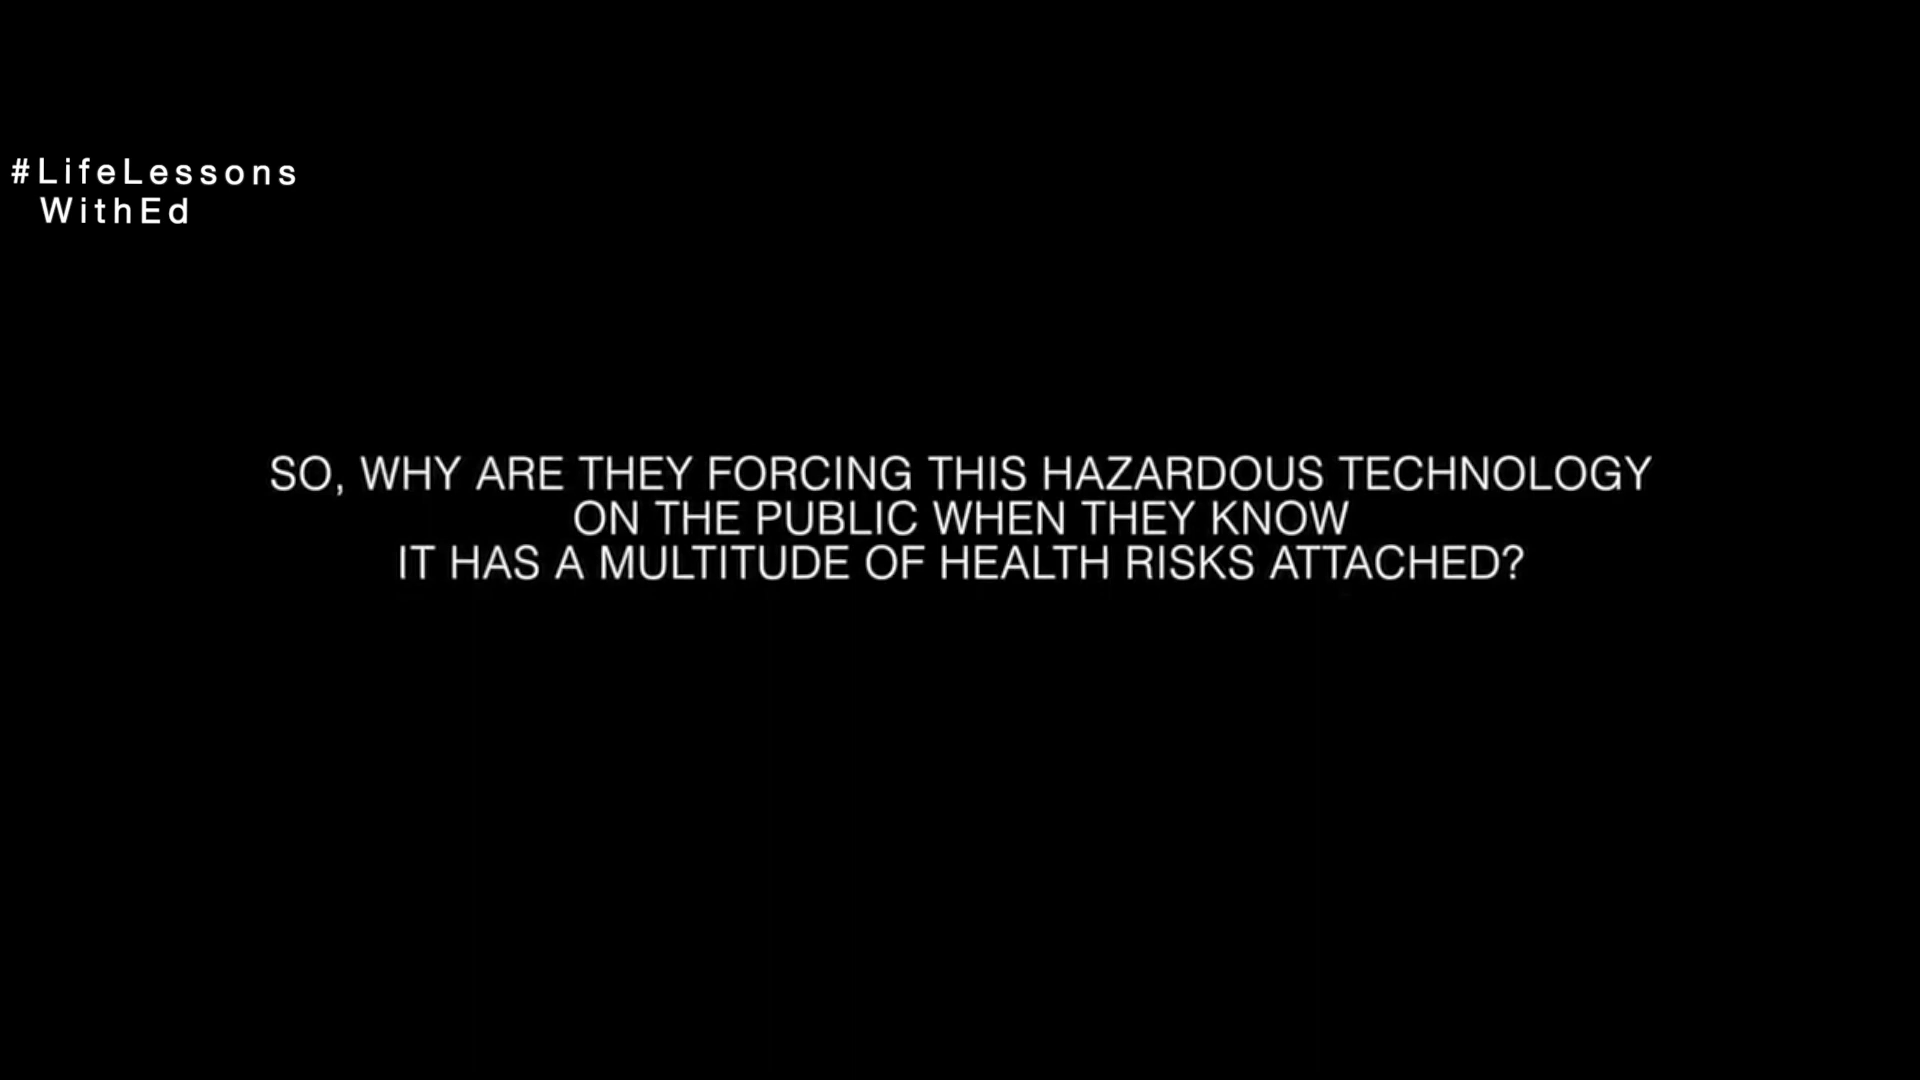 #LifeLessons
WithEd
SO, WHY ARE THEY FORCING THIS HAZARDOUS TECHNOLOGY
ON THE PUBLIC WHEN THEY KNOW
IT HAS A MULTITUDE OF HEALTH RISKS ATTACHED?